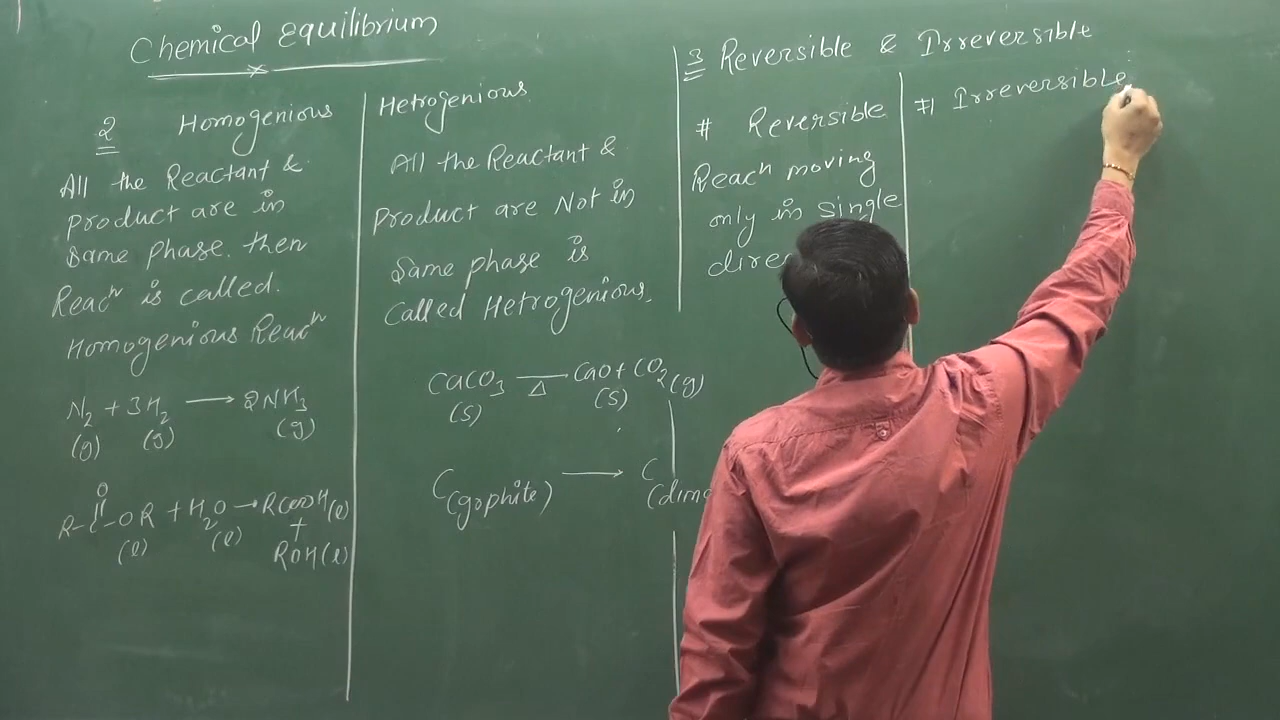 Chemical Equilibrium
2 Homogenious
All the Reactant &
product are in
Same phase. then
Reacⁿ is called.
Homogenious Reacⁿ
N₂ + 3H₂ → 2NH₃
(g) (g) (g)
O
R-C-OR + H₂O → RCOOH(l)
(l) (l) +
ROH(l)
Hetrogenious
All the Reactant &
Product are Not in
Same phase is
Called Hetrogenious.
CaCO₃ Δ CaO + CO₂(g)
(S) (S)
C(gophite) → C
3 Reversible & Irreversible
# Reversible
Reacⁿ moving
only in single
# Irreversible